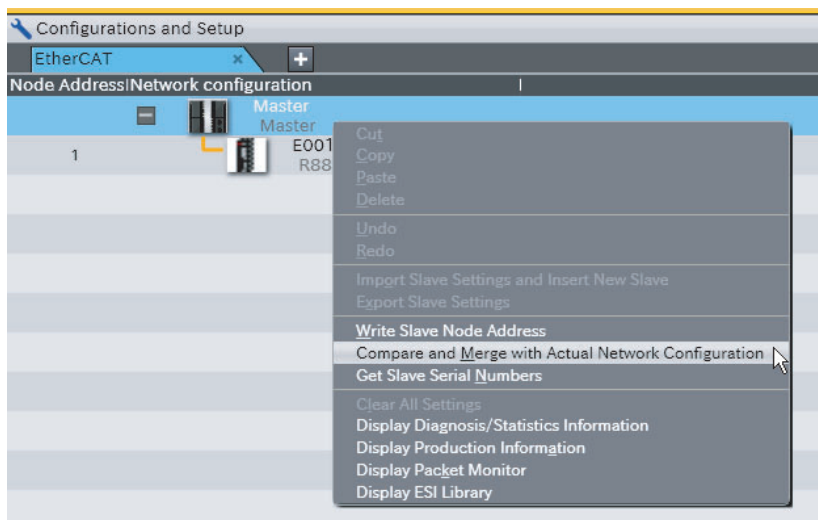 Configurations and Setup
EtherCAT × +
Node Address|Network configuration
Master
Master
1 E001
R88
Cut
Copy
Paste
Delete
Undo
Redo
Import Slave Settings and Insert New Slave
Export Slave Settings
Write Slave Node Address
Compare and Merge with Actual Network Configuration
Get Slave Serial Numbers
Clear All Settings
Display Diagnosis/Statistics Information
Display Production Information
Display Packet Monitor
Display ESI Library